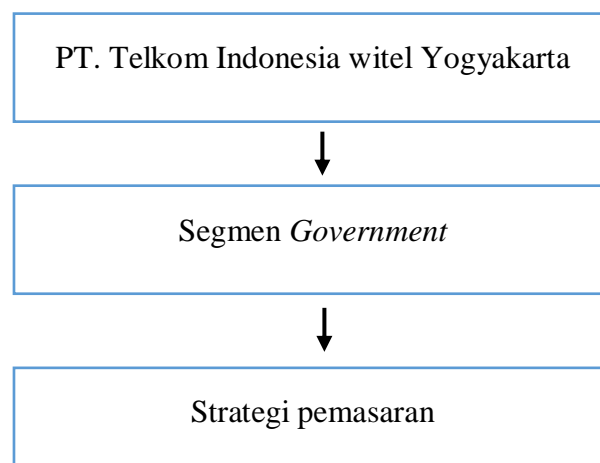 PT. Telkom Indonesia witel Yogyakarta
Segmen Government
Strategi pemasaran